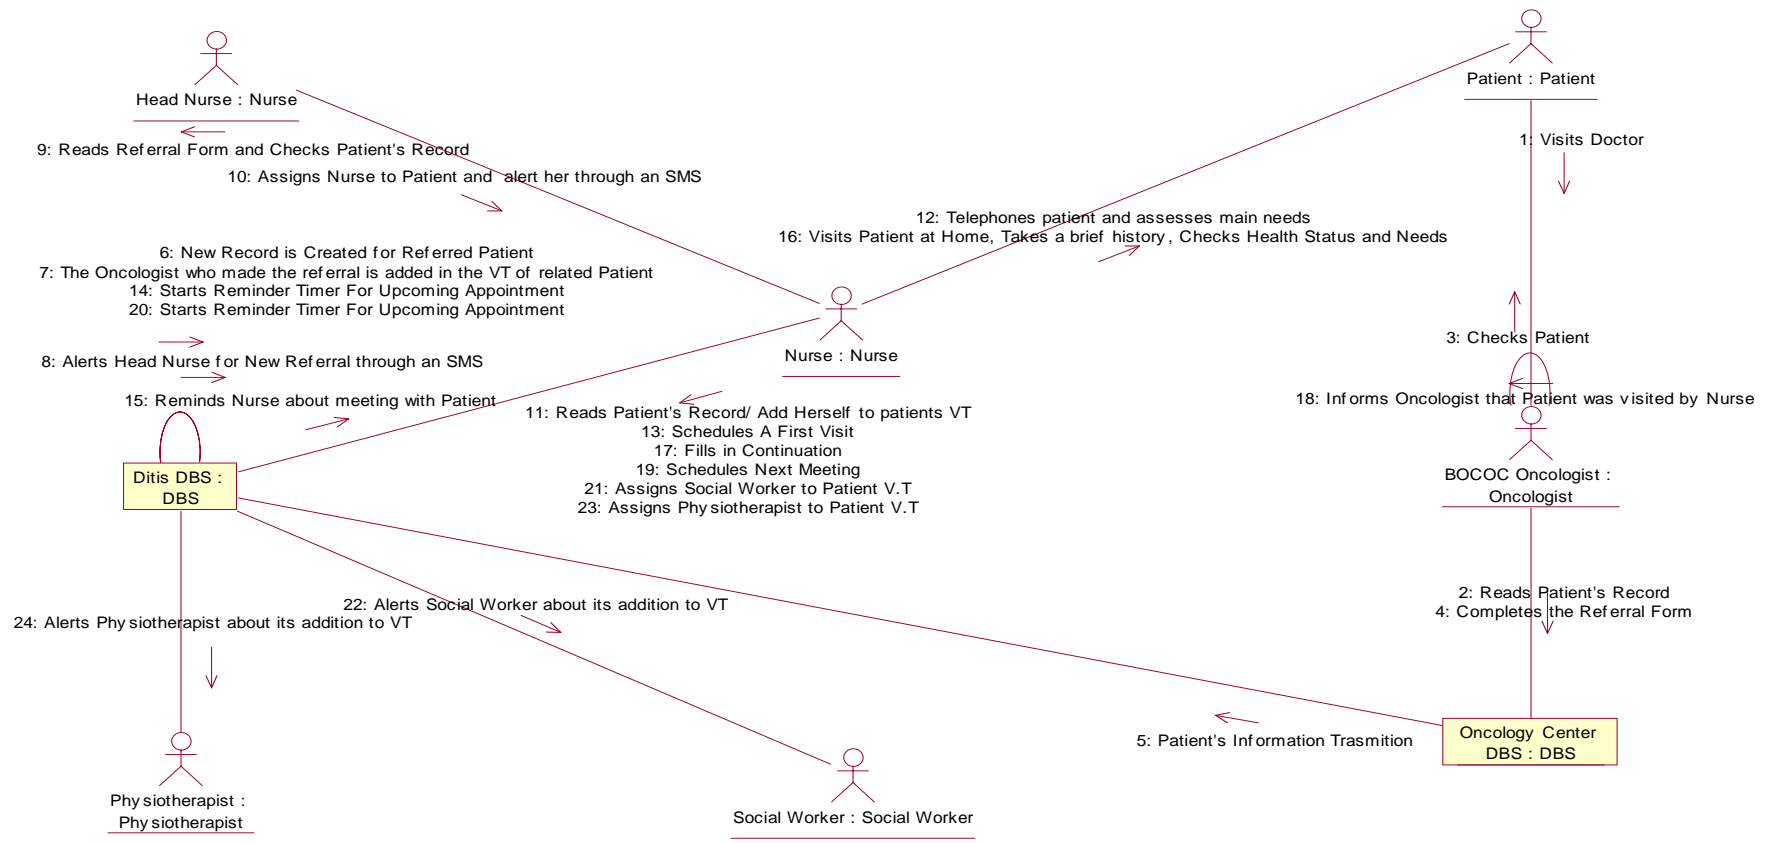 Patient : Patient
Head Nurse : Nurse
1: Visits Doctor
9: Reads Referral Form and Checks Patient's Record
10: Assigns Nurse to Patient and alert her through an SMS
12: Telephones patient and assesses main needs
16: Visits Patient at Home, Takes a brief history, Checks Health Status and Needs
6: New Record is Created for Referred Patient
7: The Oncologist who made the referral is added in the VT of related Patient
14: Starts Reminder Timer For Upcoming Appointment
20: Starts Reminder Timer For Upcoming Appointment
3: Checks Patient
Nurse : Nurse
8: Alerts Head Nurse for New Referral through an SMS
15: Reminds Nurse about meeting with Patient
18: Informs Oncologist that Patient was visited by Nurse
11: Reads Patient's Record/ Add Herself to patients VT
13: Schedules A First Visit
17: Fills in Continuation
19: Schedules Next Meeting
21: Assigns Social Worker to Patient V.T
23: Assigns Physiotherapist to Patient V.T
Ditis DBS :
DBS
BOCOC Oncologist :
Oncologist
2: Reads Patient's Record
4: Completes the Referral Form
22: Alerts Social Worker about its addition to VT
24: Alerts Physiotherapist about its addition to VT
5: Patient's Information Trasmition
Oncology Center
DBS : DBS
Physiotherapist :
Physiotherapist
Social Worker : Social Worker